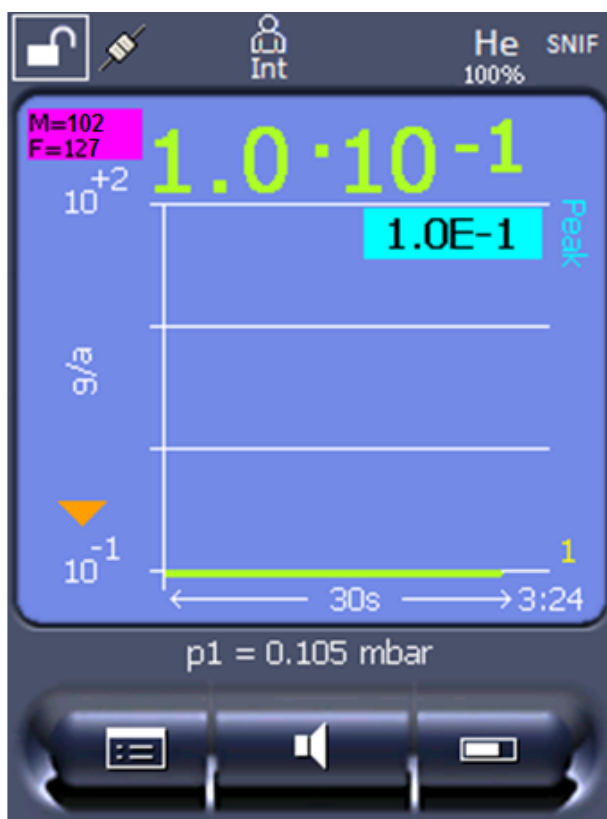 Int
He SNIF
100%
M=102
F=127
1.0·10-1
10+2
1.0E-1
Peak
g/a
10-1
1
30s
3:24
p1 = 0.105 mbar